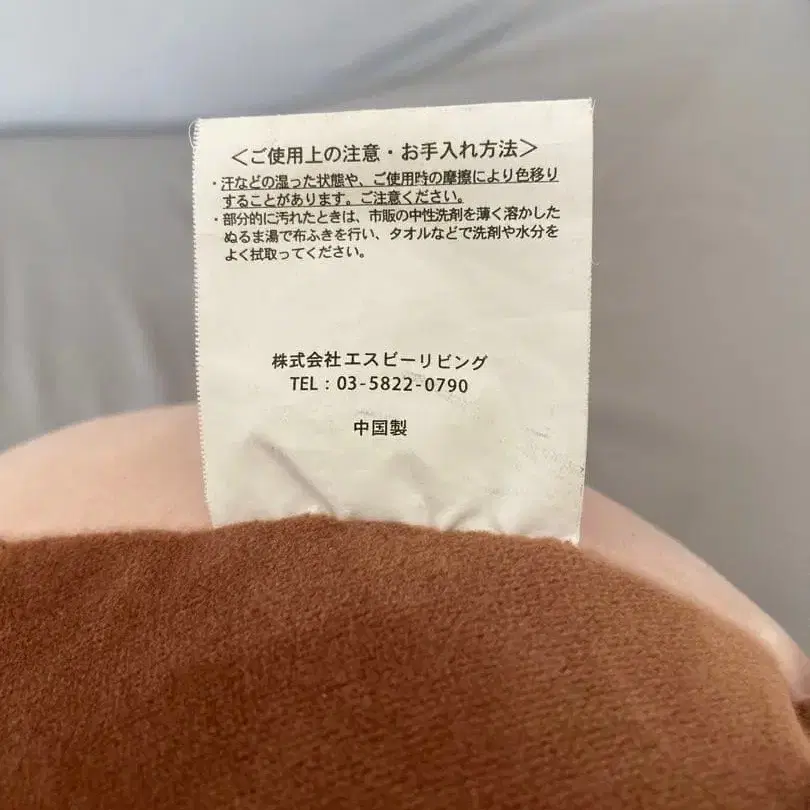 ＜ご使用上の注意・お手入れ方法＞
・汗などの湿った状態や、ご使用時の摩擦により色移り
することがあります。ご注意ください。
・部分的に汚れたときは、市販の中性洗剤を薄く溶かした
ぬるま湯で布ふきを行い、タオルなどで洗剤や水分を
よく拭取ってください。
株式会社エスビーリビング
TEL：03-5822-0790
中国製